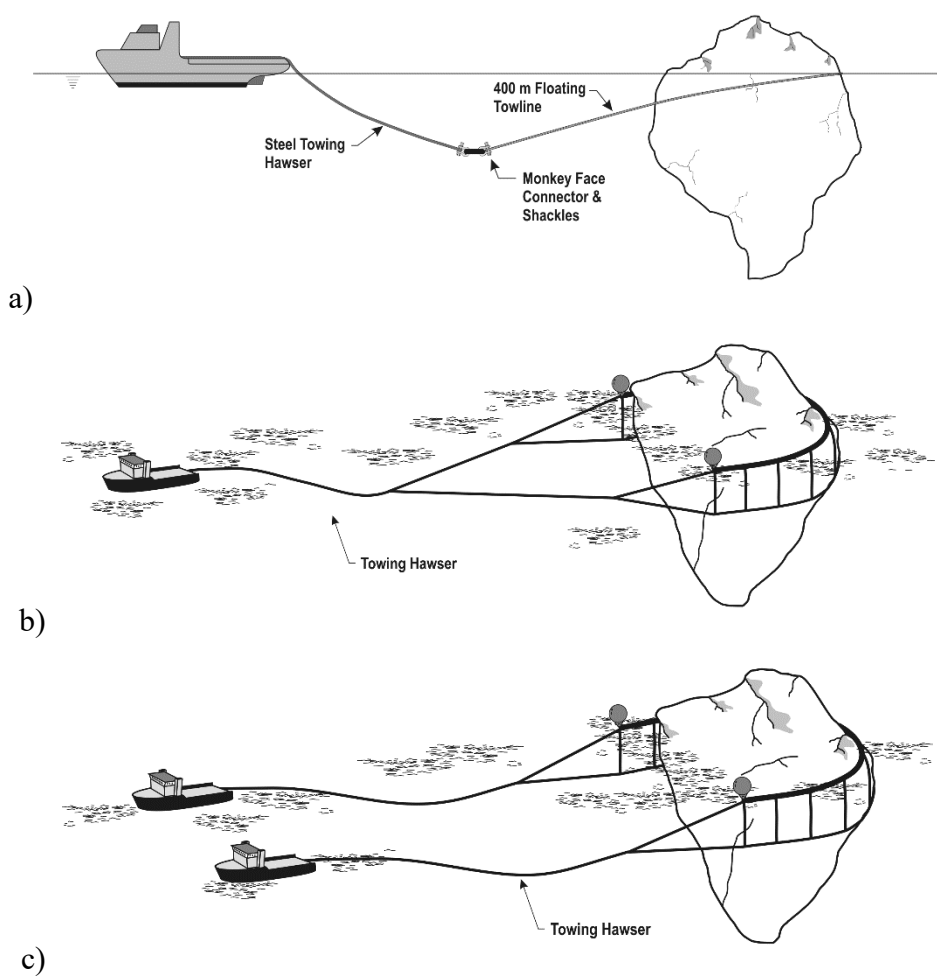 400 m Floating
Towline
Steel Towing
Hawser
Monkey Face
Connector &
Shackles
a)
Towing Hawser
b)
Towing Hawser
c)